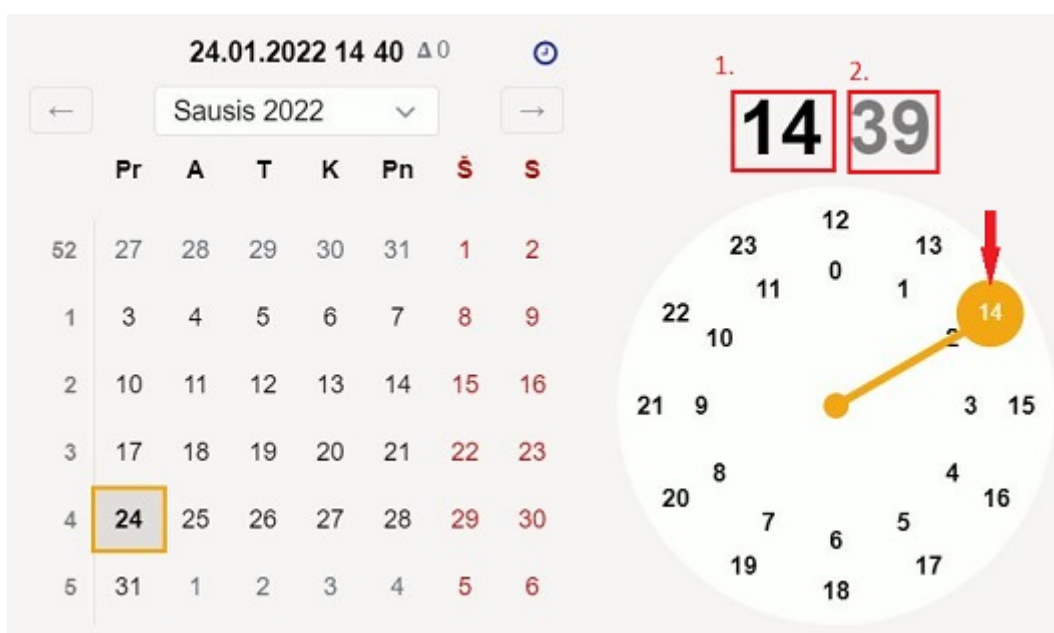 24.01.2022 14 40 Δ 0
← Sausis 2022 →
Pr A T K Pn Š S
52 27 28 29 30 31 1 2
1 3 4 5 6 7 8 9
2 10 11 12 13 14 15 16
3 17 18 19 20 21 22 23
4 24 25 26 27 28 29 30
5 31 1 2 3 4 5 6
1. 2.
14 39
12
23 13
0
11 1
22 14
10 2
21 9 3 15
8 4
20 16
7 5
6
19 17
18